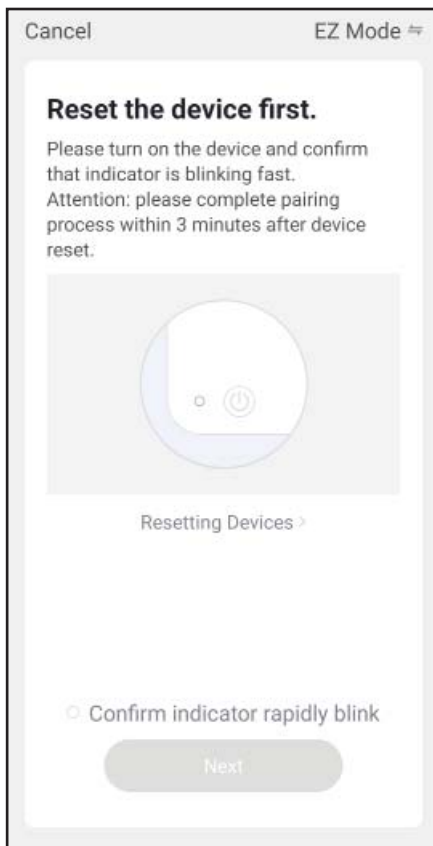 Cancel
EZ Mode ⇋
Reset the device first.
Please turn on the device and confirm
that indicator is blinking fast.
Attention: please complete pairing
process within 3 minutes after device
reset.
Resetting Devices >
Confirm indicator rapidly blink
Next